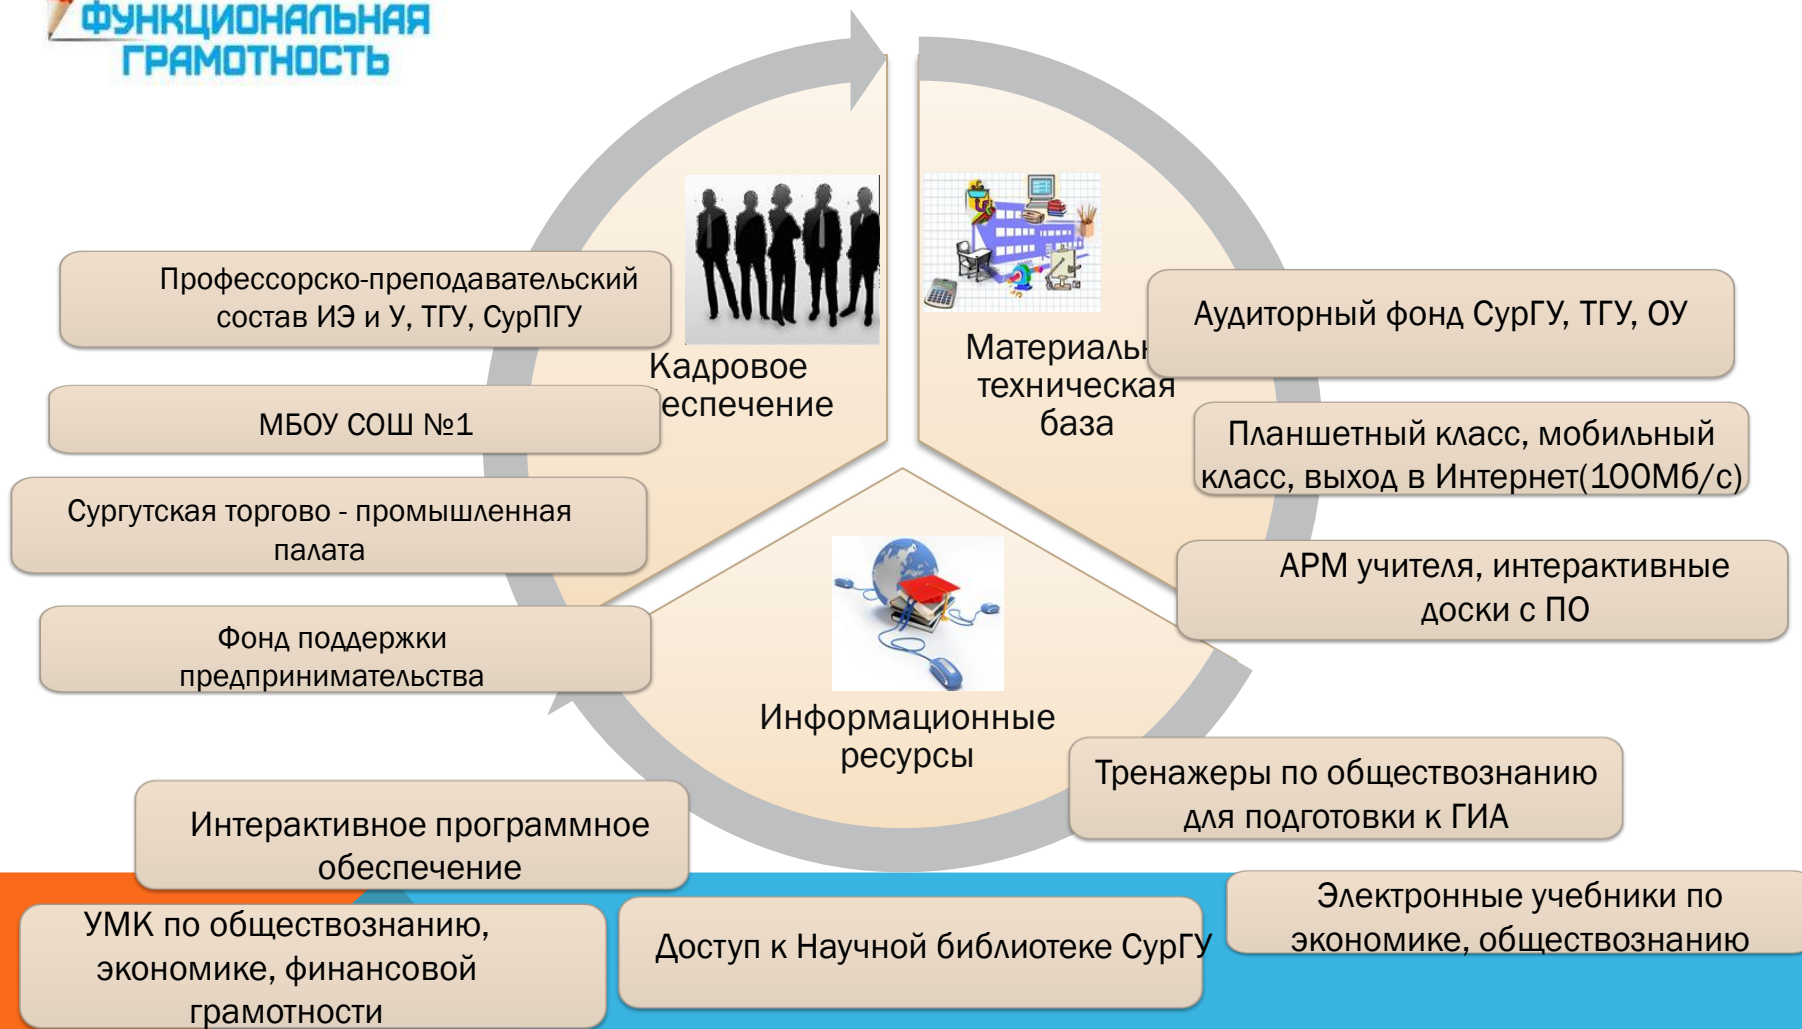 ФУНКЦИОНАЛЬНАЯ
ГРАМОТНОСТЬ
Профессорско-преподавательский
состав ИЭ и У, ТГУ, СурПГУ
МБОУ СОШ №1
Сургутская торгово - промышленная
палата
Фонд поддержки
предпринимательства
Кадровое
еспечение
Материаль
техническая
база
Аудиторный фонд СурГУ, ТГУ, ОУ
Планшетный класс, мобильный
класс, выход в Интернет(100Мб/с)
АРМ учителя, интерактивные
доски с ПО
Информационные
ресурсы
Тренажеры по обществознанию
для подготовки к ГИА
Интерактивное программное
обеспечение
УМК по обществознанию,
экономике, финансовой
грамотности
Доступ к Научной библиотеке СурГУ
Электронные учебники по
экономике, обществознанию